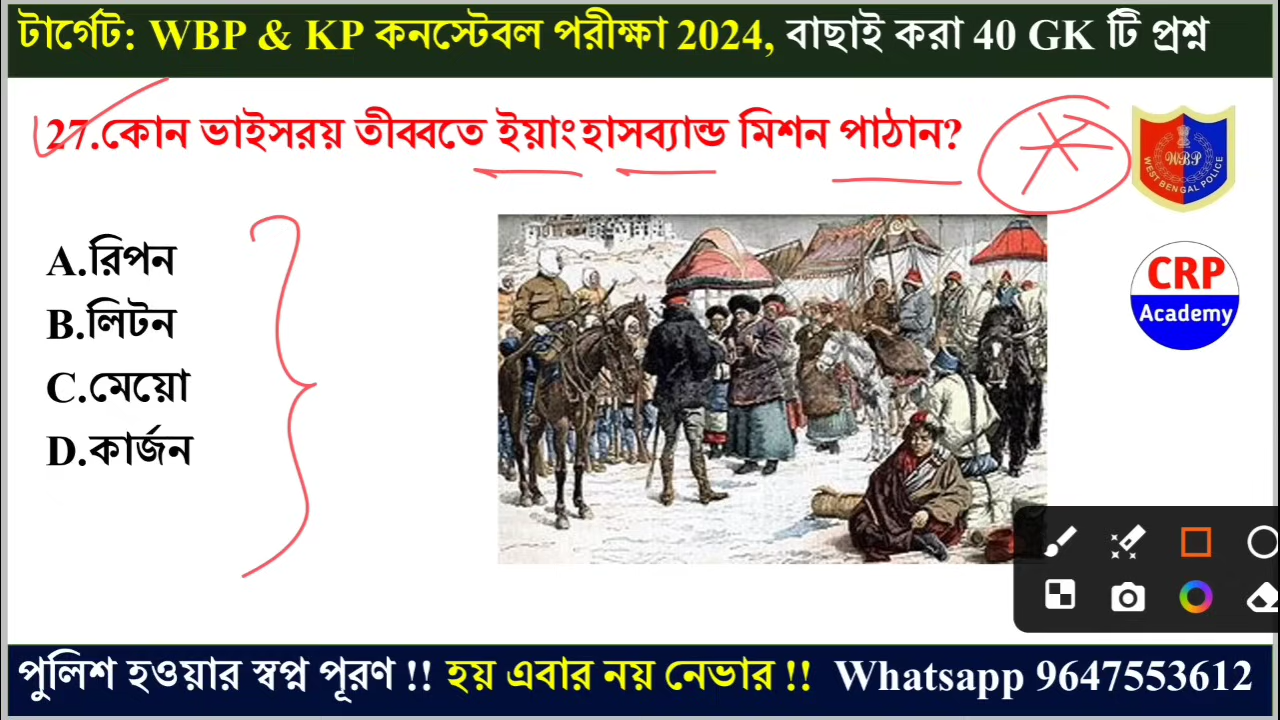 টার্গেট: WBP & KP কনস্টেবল পরীক্ষা 2024, বাছাই করা 40 GK টি প্রশ্ন
27.কোন ভাইসরয় তীব্বতে ইয়াংহাসব্যান্ড মিশন পাঠান?
WBP
WEST BENGAL POLICE
A.রিপন
B.লিটন
C.মেয়ো
D.কার্জন
CRP
Academy
পুলিশ হওয়ার স্বপ্ন পূরণ !! হয় এবার নয় নেভার !! Whatsapp 9647553612